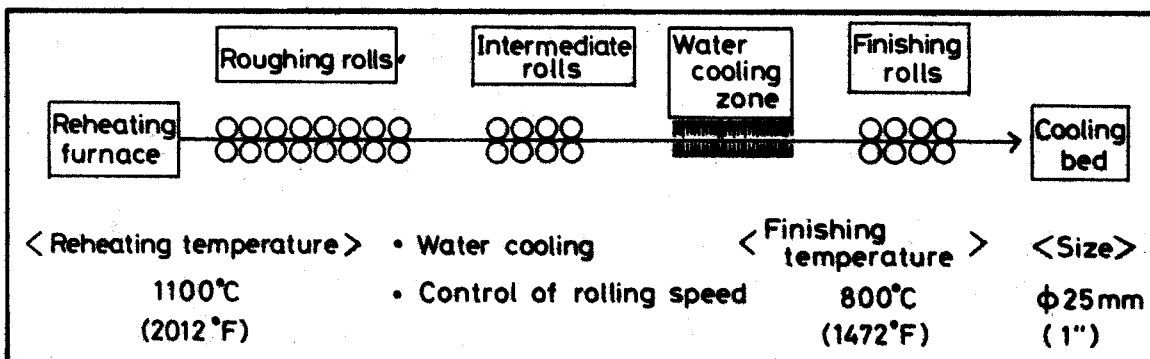 Roughing rolls
Intermediate
rolls
Water
cooling
zone
Finishing
rolls
Reheating
furnace
Cooling
bed
<Reheating temperature>
1100°C
(2012°F)
• Water cooling
• Control of rolling speed
<Finishing
temperature>
800°C
(1472°F)
<Size>
φ25mm
(1")